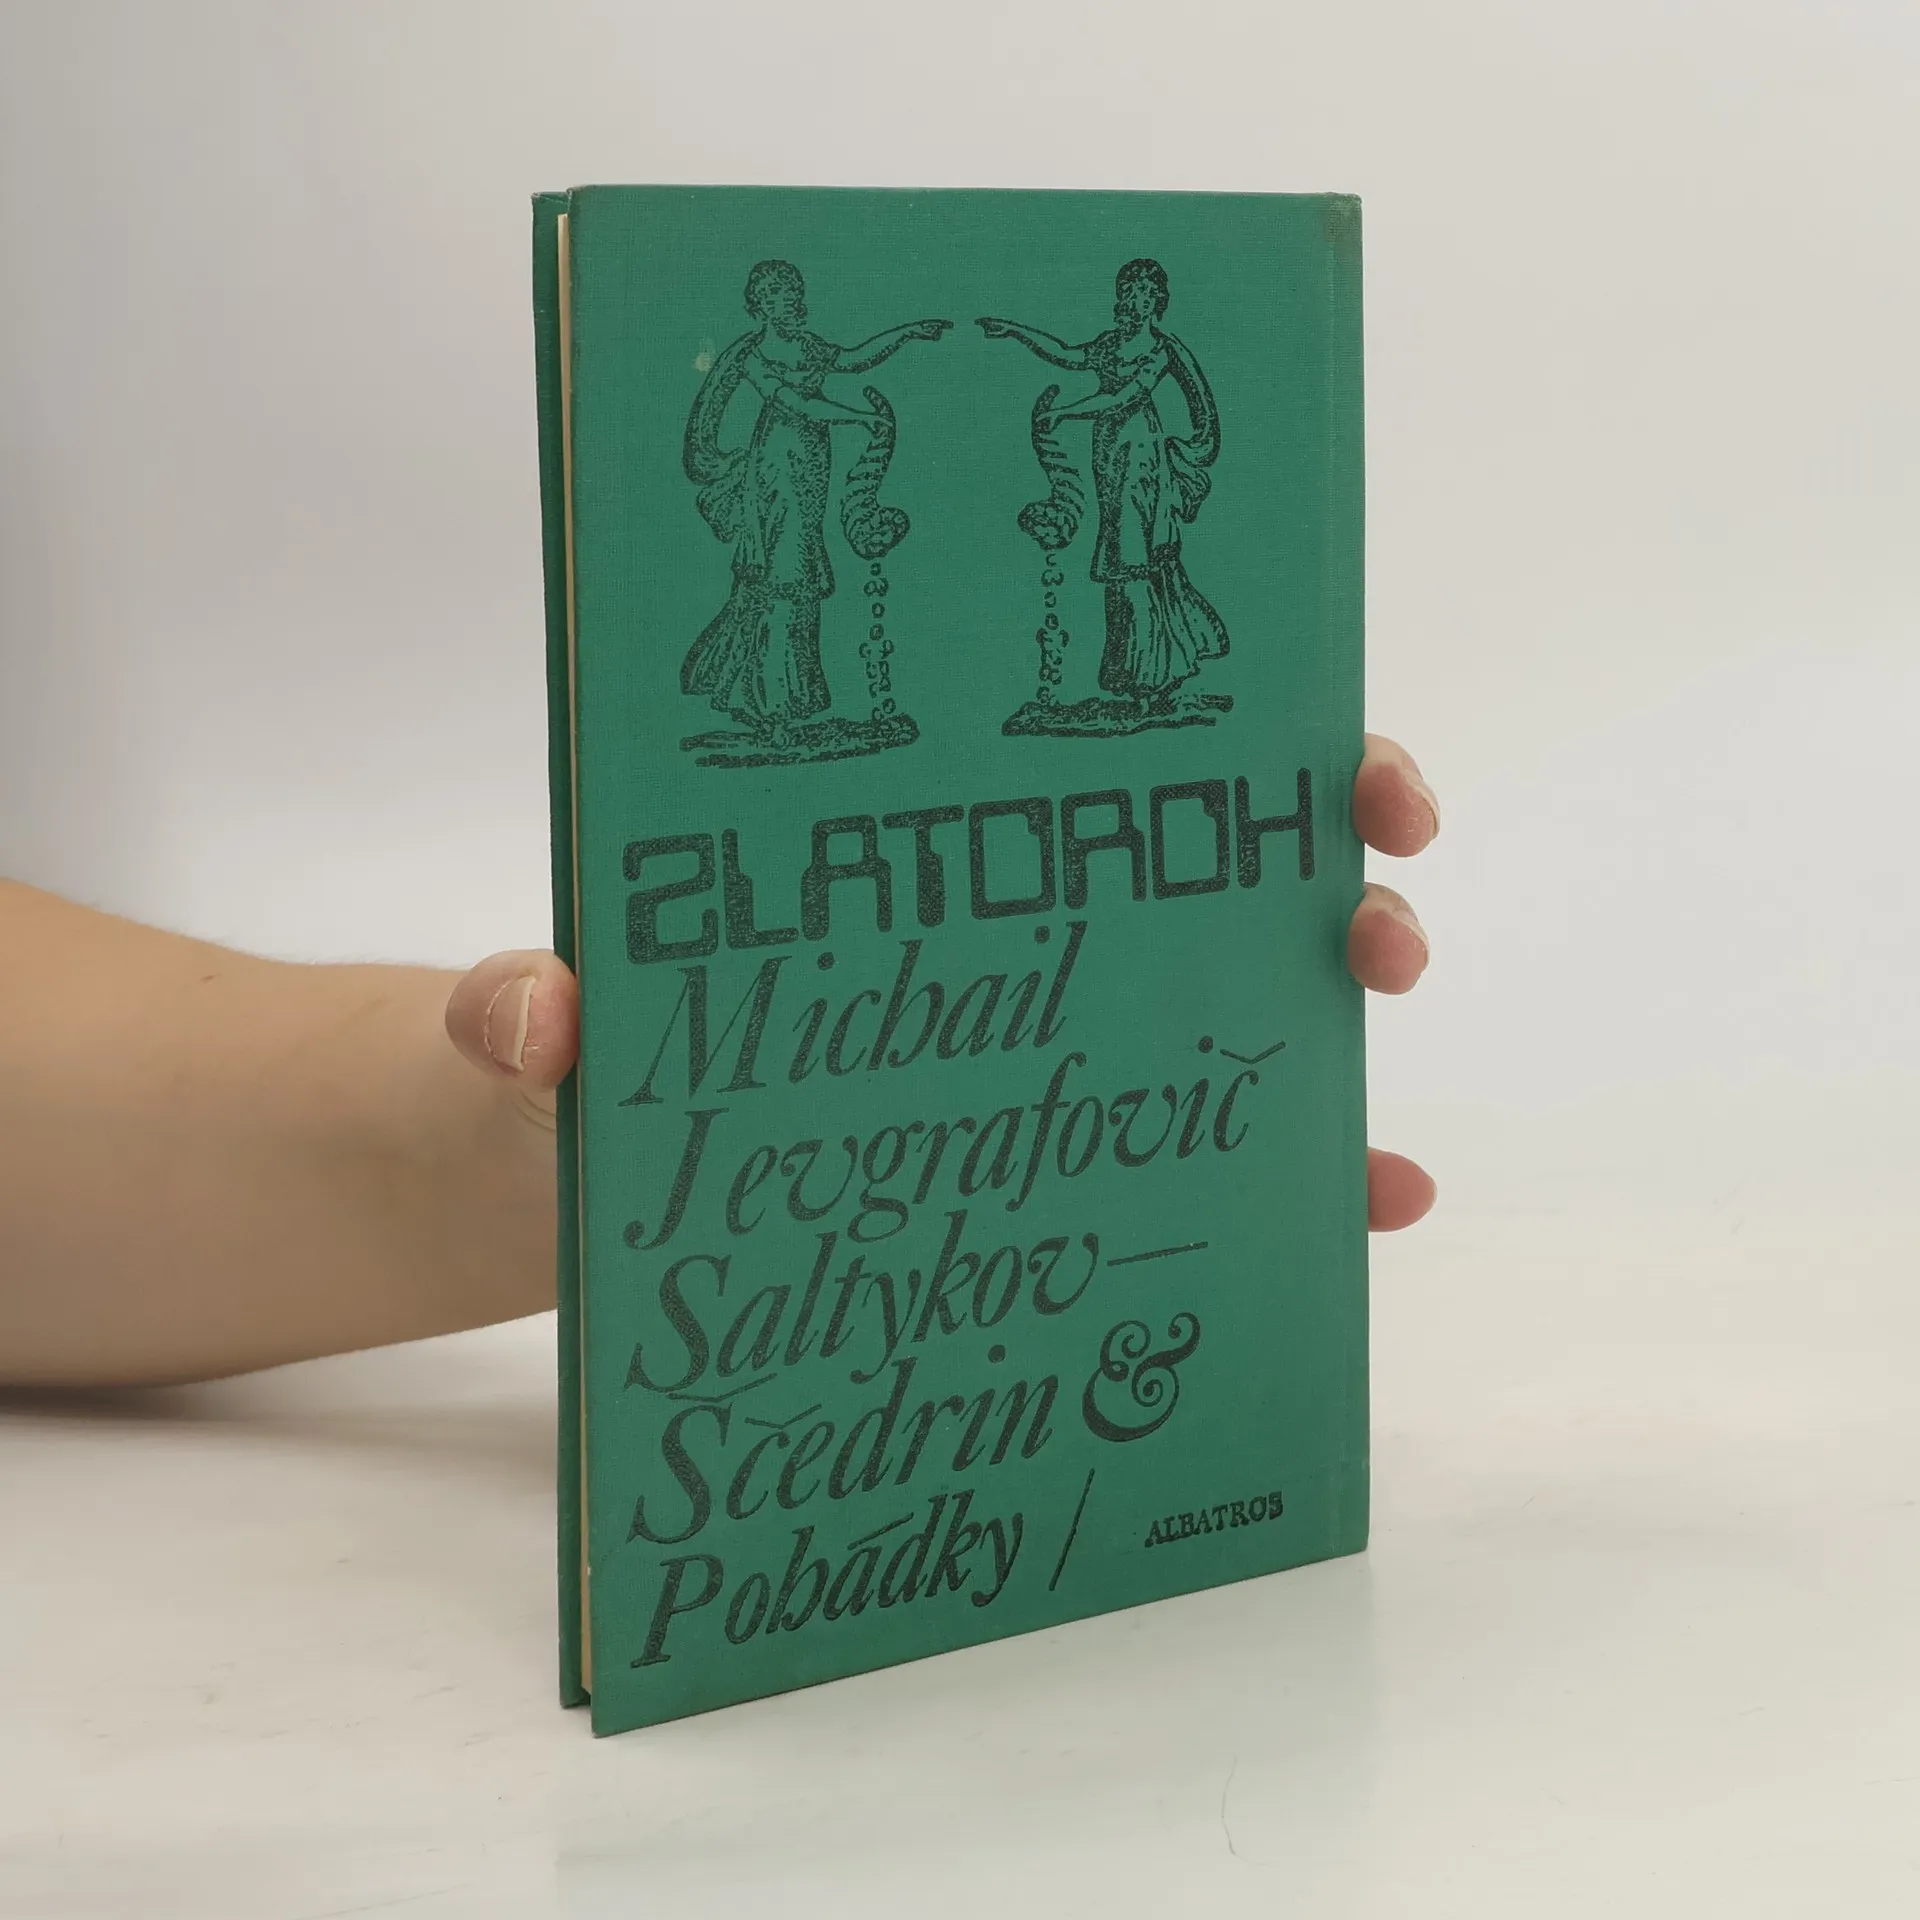 ZLATOROH
Michail
Jevgrafovič
Saltykov—
Ščedrin &
Pohádky /
ALBATROS